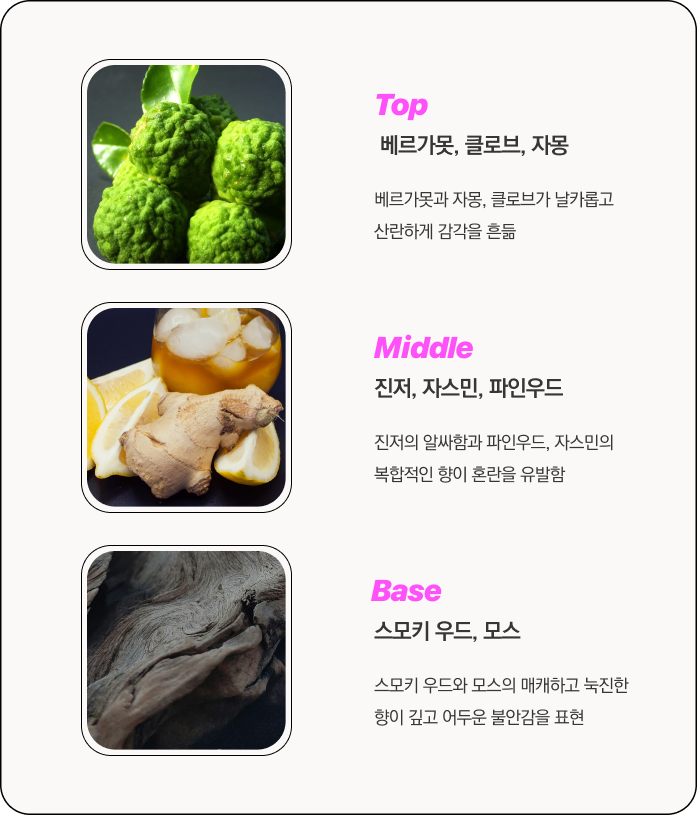 Top
베르가못, 클로브, 자몽
베르가못과 자몽, 클로브가 날카롭고
산란하게 감각을 흔듦
Middle
진저, 자스민, 파인우드
진저의 알싸함과 파인우드, 자스민의
복합적인 향이 혼란을 유발함
Base
스모키 우드, 모스
스모키 우드와 모스의 매캐하고 눅진한
향이 깊고 어두운 불안감을 표현